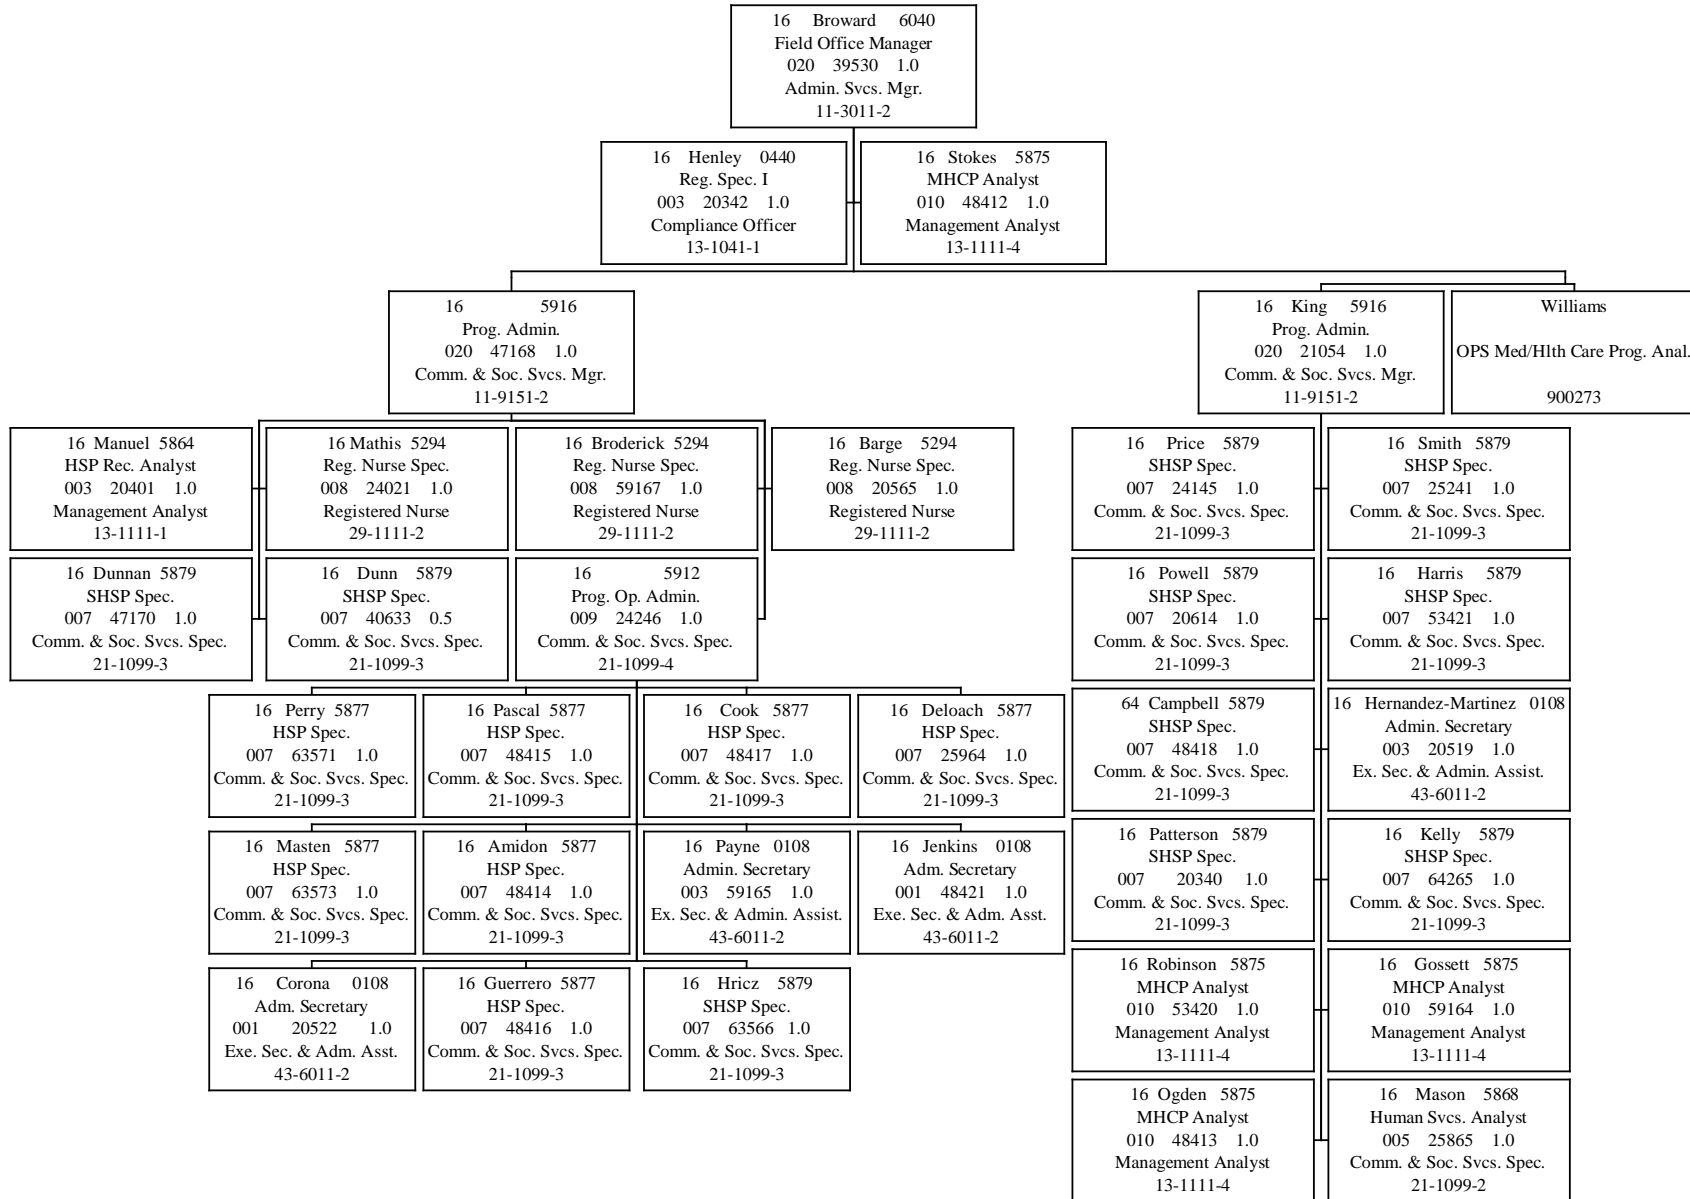 16 Broward 6040
Field Office Manager
020 39530 1.0
Admin. Svcs. Mgr.
11-3011-2
16 Henley 0440
Reg. Spec. I
003 20342 1.0
Compliance Officer
13-1041-1
16 Stokes 5875
MHCP Analyst
010 48412 1.0
Management Analyst
13-1111-4
16 5916
Prog. Admin.
020 47168 1.0
Comm. & Soc. Svcs. Mgr.
11-9151-2
16 King 5916
Prog. Admin.
020 21054 1.0
Comm. & Soc. Svcs. Mgr.
11-9151-2
Williams
OPS Med/Hlth Care Prog. Anal.
900273
16 Manuel 5864
HSP Rec. Analyst
003 20401 1.0
Management Analyst
13-1111-1
16 Mathis 5294
Reg. Nurse Spec.
008 24021 1.0
Registered Nurse
29-1111-2
16 Broderick 5294
Reg. Nurse Spec.
008 59167 1.0
Registered Nurse
29-1111-2
16 Barge 5294
Reg. Nurse Spec.
008 20565 1.0
Registered Nurse
29-1111-2
16 Price 5879
SHSP Spec.
007 24145 1.0
Comm. & Soc. Svcs. Spec.
21-1099-3
16 Smith 5879
SHSP Spec.
007 25241 1.0
Comm. & Soc. Svcs. Spec.
21-1099-3
16 Dunnan 5879
SHSP Spec.
007 47170 1.0
Comm. & Soc. Svcs. Spec.
21-1099-3
16 Dunn 5879
SHSP Spec.
007 40633 0.5
Comm. & Soc. Svcs. Spec.
21-1099-3
16 5912
Prog. Op. Admin.
009 24246 1.0
Comm. & Soc. Svcs. Spec.
21-1099-4
16 Powell 5879
SHSP Spec.
007 20614 1.0
Comm. & Soc. Svcs. Spec.
21-1099-3
16 Harris 5879
SHSP Spec.
007 53421 1.0
Comm. & Soc. Svcs. Spec.
21-1099-3
16 Perry 5877
HSP Spec.
007 63571 1.0
Comm. & Soc. Svcs. Spec.
21-1099-3
16 Pascal 5877
HSP Spec.
007 48415 1.0
Comm. & Soc. Svcs. Spec.
21-1099-3
16 Cook 5877
HSP Spec.
007 48417 1.0
Comm. & Soc. Svcs. Spec.
21-1099-3
16 Deloach 5877
HSP Spec.
007 25964 1.0
Comm. & Soc. Svcs. Spec.
21-1099-3
64 Campbell 5879
SHSP Spec.
007 48418 1.0
Comm. & Soc. Svcs. Spec.
21-1099-3
16 Hernandez-Martinez 0108
Admin. Secretary
003 20519 1.0
Ex. Sec. & Admin. Assist.
43-6011-2
16 Masten 5877
HSP Spec.
007 63573 1.0
Comm. & Soc. Svcs. Spec.
21-1099-3
16 Amidon 5877
HSP Spec.
007 48414 1.0
Comm. & Soc. Svcs. Spec.
21-1099-3
16 Payne 0108
Admin. Secretary
003 59165 1.0
Ex. Sec. & Admin. Assist.
43-6011-2
16 Jenkins 0108
Adm. Secretary
001 48421 1.0
Exe. Sec. & Adm. Asst.
43-6011-2
16 Patterson 5879
SHSP Spec.
007 20340 1.0
Comm. & Soc. Svcs. Spec.
21-1099-3
16 Kelly 5879
SHSP Spec.
007 64265 1.0
Comm. & Soc. Svcs. Spec.
21-1099-3
16 Corona 0108
Adm. Secretary
001 20522 1.0
Exe. Sec. & Adm. Asst.
43-6011-2
16 Guerrero 5877
HSP Spec.
007 48416 1.0
Comm. & Soc. Svcs. Spec.
21-1099-3
16 Hricz 5879
SHSP Spec.
007 63566 1.0
Comm. & Soc. Svcs. Spec.
21-1099-3
16 Robinson 5875
MHCP Analyst
010 53420 1.0
Management Analyst
13-1111-4
16 Gossett 5875
MHCP Analyst
010 59164 1.0
Management Analyst
13-1111-4
16 Ogden 5875
MHCP Analyst
010 48413 1.0
Management Analyst
13-1111-4
16 Mason 5868
Human Svcs. Analyst
005 25865 1.0
Comm. & Soc. Svcs. Spec.
21-1099-2